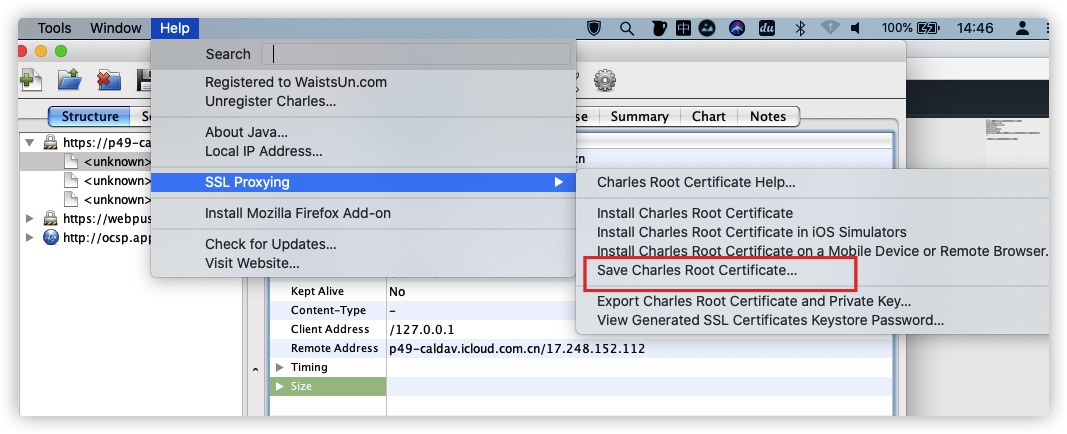 Tools Window Help 中 du 100% 14:46
Search
Registered to WaistsUn.com
Unregister Charles...
Structure Summary Chart Notes
About Java...
https://p49-ca
Local IP Address...
<unknown>
SSL Proxying
Charles Root Certificate Help...
<unknown>
<unknown>
Install Mozilla Firefox Add-on
Install Charles Root Certificate
https://webpus
Install Charles Root Certificate in iOS Simulators
http://ocsp.app
Check for Updates...
Install Charles Root Certificate on a Mobile Device or Remote Browser.
Visit Website...
Save Charles Root Certificate...
Kept Alive No
Export Charles Root Certificate and Private Key...
Content-Type –
View Generated SSL Certificates Keystore Password...
Client Address /127.0.0.1
Remote Address p49-caldav.icloud.com.cn/17.248.152.112
Timing
Size